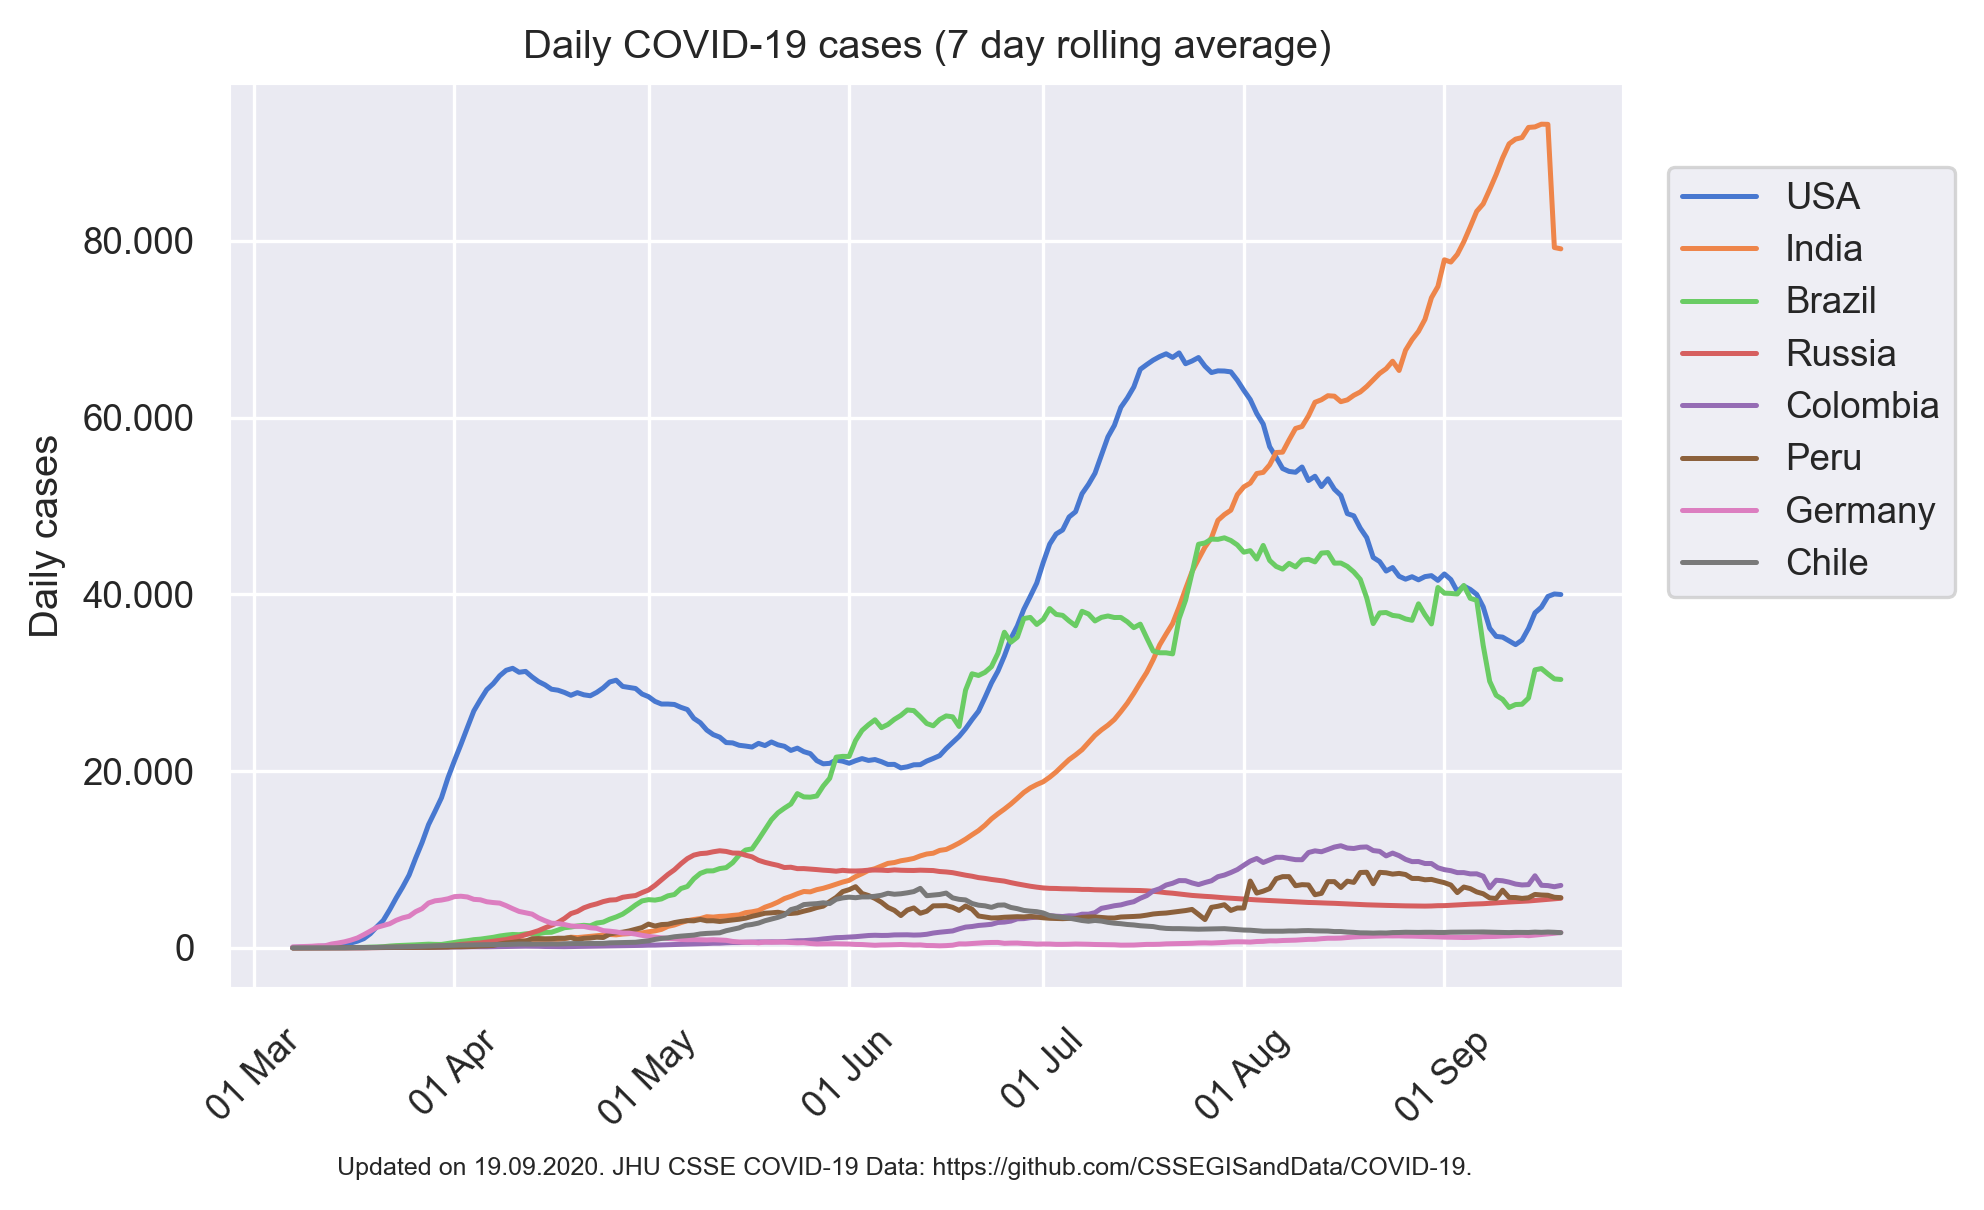 Daily COVID-19 cases (7 day rolling average)
Daily cases
80.000
60.000
40.000
20.000
0
01 Mar
01 Apr
01 May
01 Jun
01 Jul
01 Aug
01 Sep
USA
India
Brazil
Russia
Colombia
Peru
Germany
Chile
Updated on 19.09.2020. JHU CSSE COVID-19 Data: https://github.com/CSSEGISandData/COVID-19.